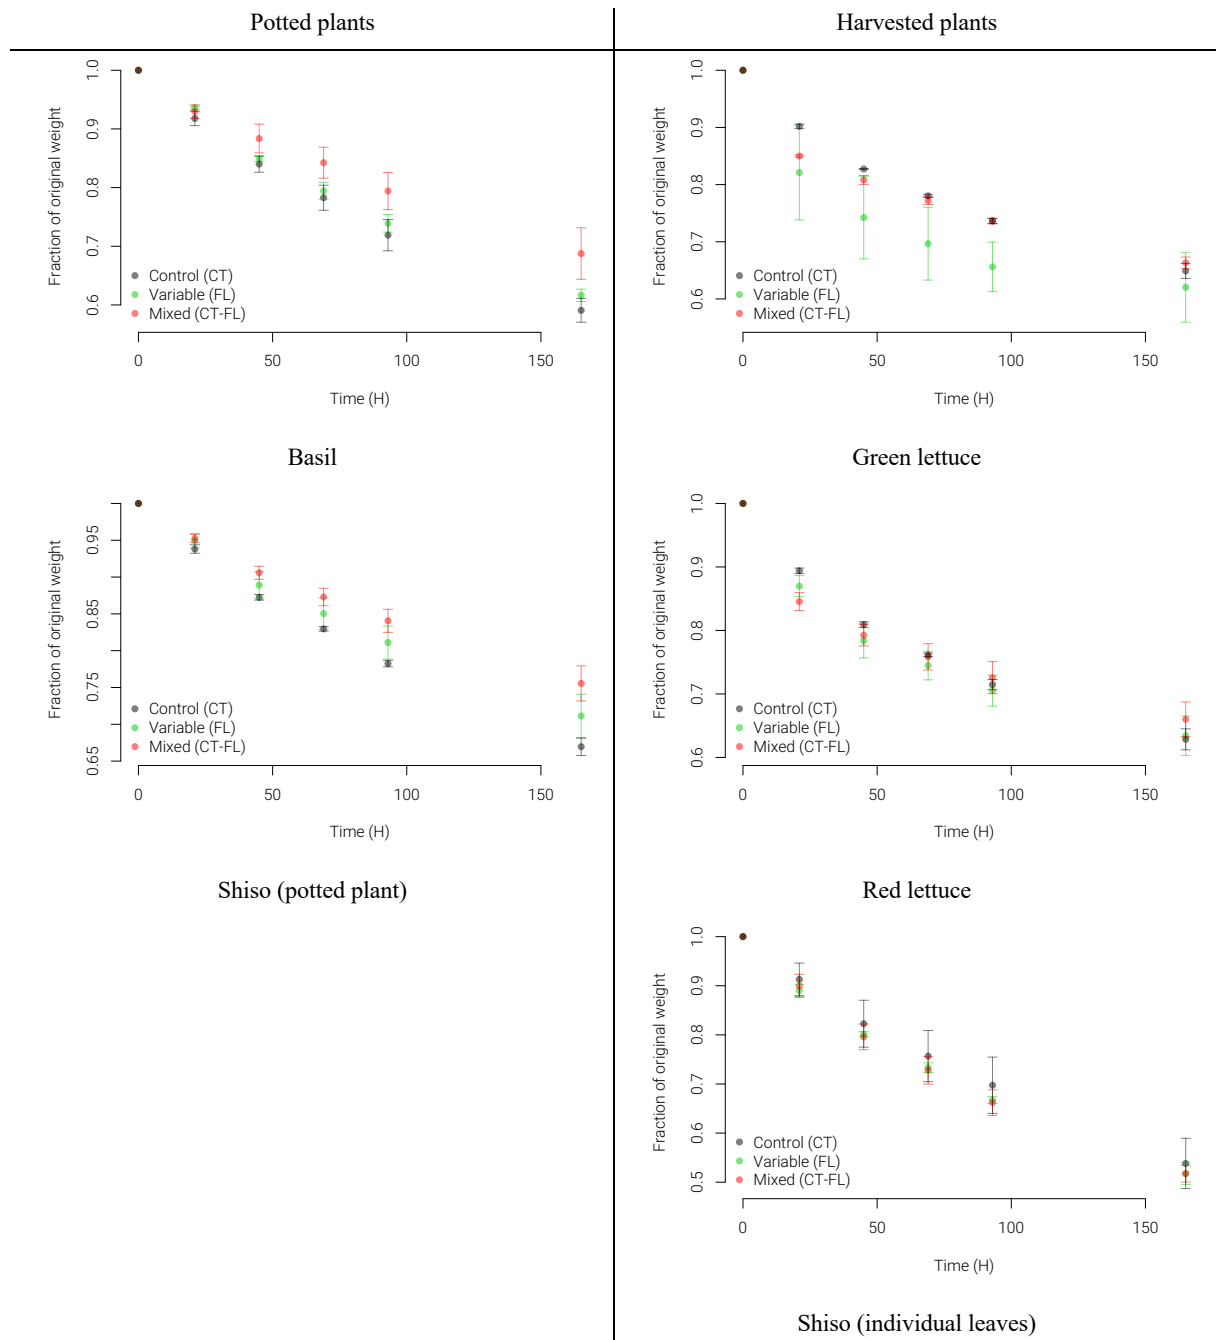 Potted plants
Harvested plants
Fraction of original weight
1.0
0.9
0.8
0.7
0.6
Control (CT)
Variable (FL)
Mixed (CT-FL)
0
50
100
150
Time (H)
Basil
Fraction of original weight
1.0
0.9
0.8
0.7
0.6
Control (CT)
Variable (FL)
Mixed (CT-FL)
0
50
100
150
Time (H)
Green lettuce
Fraction of original weight
0.95
0.85
0.75
0.65
Control (CT)
Variable (FL)
Mixed (CT-FL)
0
50
100
150
Time (H)
Shiso (potted plant)
Fraction of original weight
1.0
0.9
0.8
0.7
0.6
Control (CT)
Variable (FL)
Mixed (CT-FL)
0
50
100
150
Time (H)
Red lettuce
Fraction of original weight
1.0
0.9
0.8
0.7
0.6
0.5
Control (CT)
Variable (FL)
Mixed (CT-FL)
0
50
100
150
Time (H)
Shiso (individual leaves)